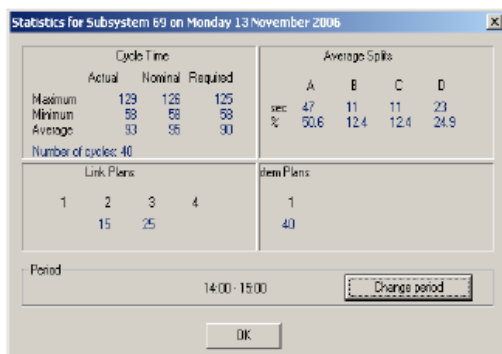 Statistics for Subsystem 69 on Monday 13 November 2006
Cycle Time
Actual Nominal Required
Maximum 129 126 125
Minimum 58 58 58
Average 93 95 90
Number of cycles: 40
Average Splits
A B C D
sec 47 11 11 23
% 50.6 12.4 12.4 24.9
Link Plans
1 2 3 4
15 25
dem Plans
1
40
Period
14:00 - 15:00
Change period
OK